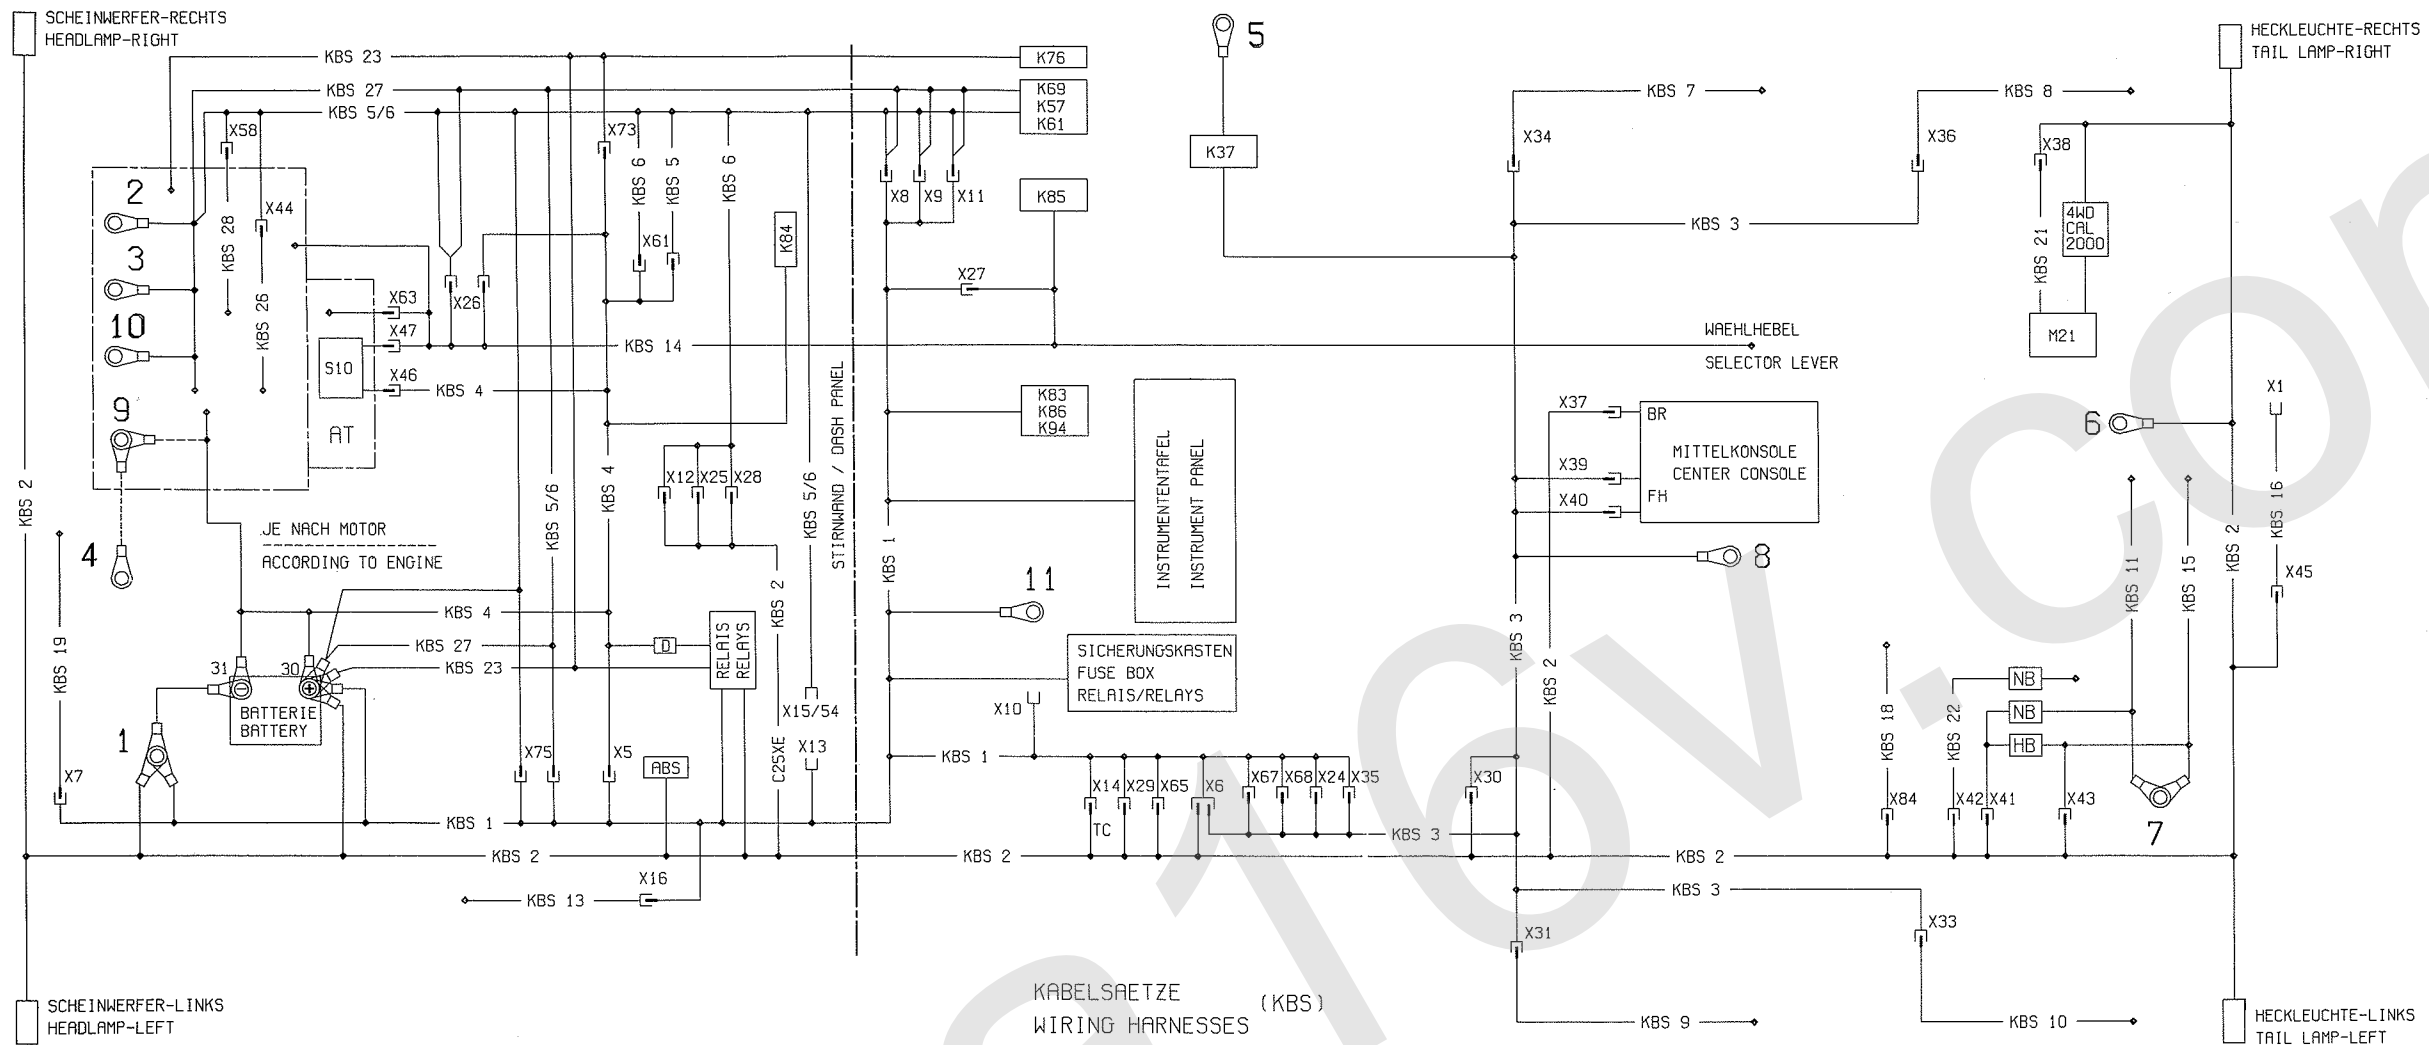 SCHEINWERFER-RECHTS
HEADLAMP-RIGHT
KBS 23
KBS 27
KBS 5/6
K76
K69
K57
K61
5
K37
HECKLEUCHTE-RECHTS
TAIL LAMP-RIGHT
KBS 7
KBS 8
X34
X36
X38
X58
X73
KBS 6
KBS 5
KBS 6
X8
X9
X11
K85
2
X44
KBS 28
X61
K84
KBS 3
KBS 21
4WD
CAL
2000
3
KBS 26
X63
X26
X27
10
X47
KBS 14
WAEHLHEBEL
SELECTOR LEVER
M21
S10
X46
KBS 4
K83
K86
K94
X37
BR
X1
9
AT
6
MITTELKONSOLE
CENTER CONSOLE
X39
FH
X40
KBS 2
KBS 4
X12
X25
X28
KBS 5/6
KBS 5/6
STIRNWAND / DASH PANEL
KBS 1
INSTRUMENTENTAFEL
INSTRUMENT PANEL
KBS 2
KBS 16
JE NACH MOTOR
ACCORDING TO ENGINE
4
8
11
X45
KBS 11
KBS 15
KBS 4
KBS 2
C25XE
KBS 3
KBS 2
KBS 19
KBS 27
KBS 23
D
RELAIS
RELAYS
SICHERUNGSKASTEN
FUSE BOX
RELAIS/RELAYS
31
30
BATTERIE
BATTERY
X15/54
X10
NB
NB
HB
KBS 18
KBS 22
1
X75
X5
ABS
X13
KBS 1
X7
X14
X29
X65
X6
X67
X68
X24
X35
X30
X84
X42
X41
X43
TC
KBS 1
KBS 3
7
KBS 2
KBS 2
KBS 2
X16
KBS 13
KBS 3
X33
X31
SCHEINWERFER-LINKS
HEADLAMP-LEFT
KABELSAETZE
WIRING HARNESSES
(KBS)
KBS 9
KBS 10
HECKLEUCHTE-LINKS
TAIL LAMP-LEFT
16v.com